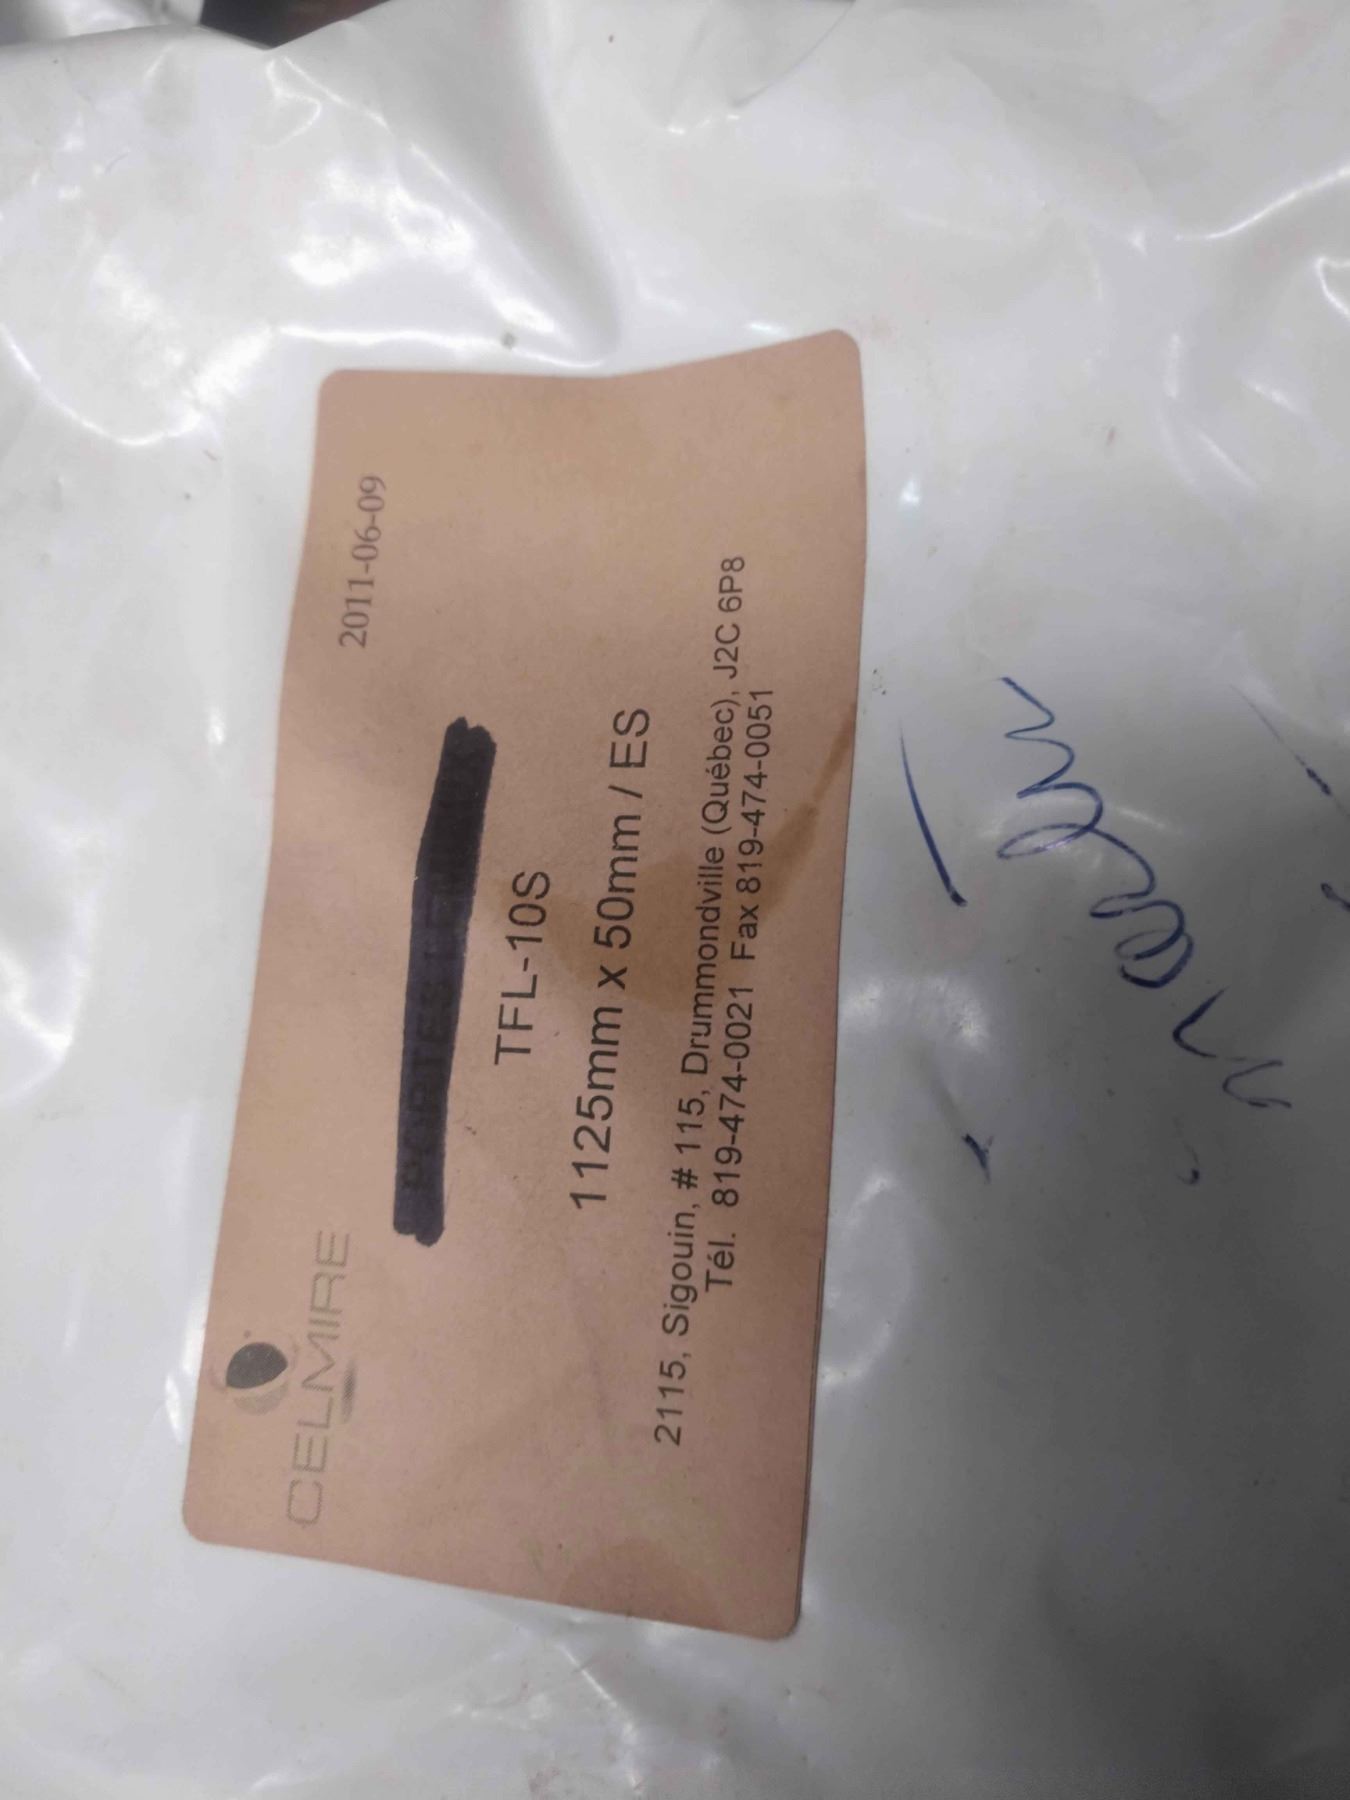 CELMIRE
2011-06-09
TFL-10S
1125mm x 50mm / ES
2115, Sigouin, # 115, Drummondville (Québec), J2C 6P8
Tél. 819-474-0021 Fax 819-474-0051